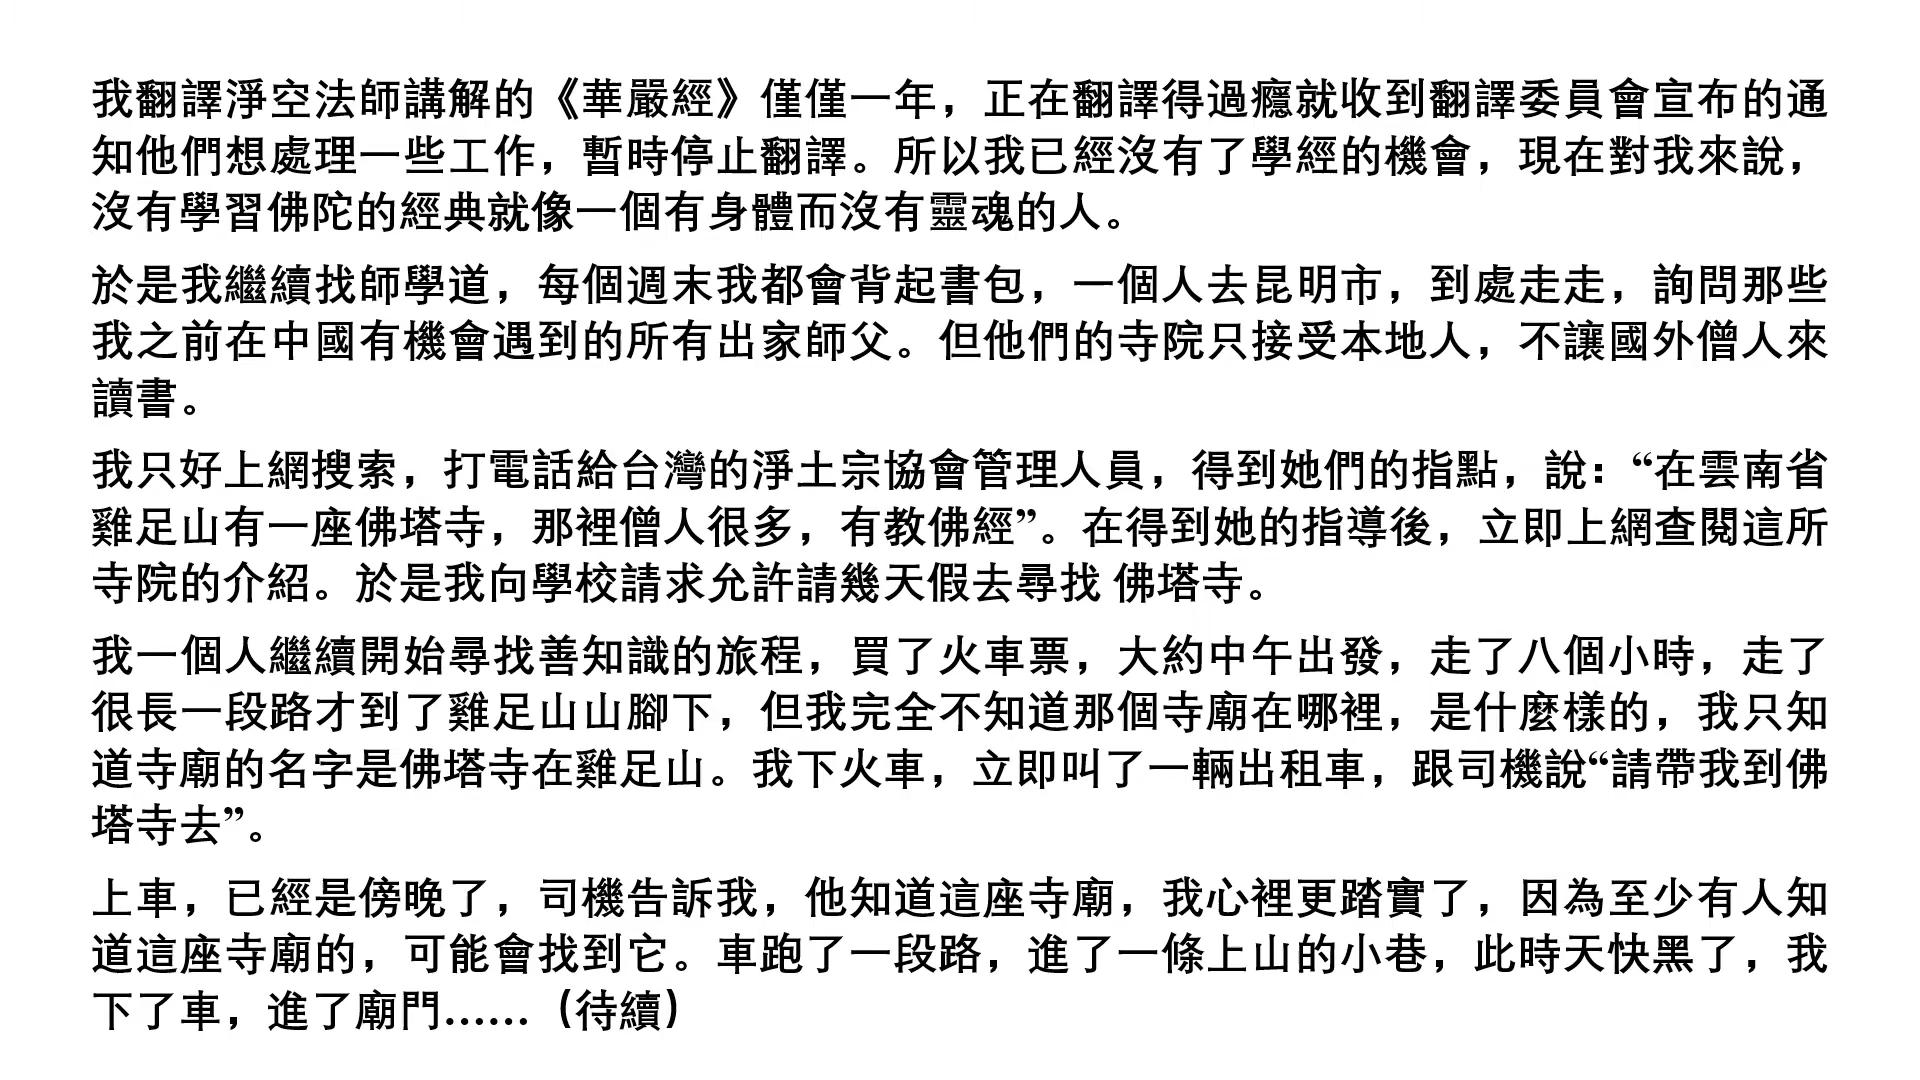 我翻譯淨空法師講解的《華嚴經》僅僅一年，正在翻譯得過癮就收到翻譯委員會宣布的通
知他們想處理一些工作，暫時停止翻譯。所以我已經沒有了學經的機會，現在對我來說，
沒有學習佛陀的經典就像一個有身體而沒有靈魂的人。
於是我繼續找師學道，每個週末我都會背起書包，一個人去昆明市，到處走走，詢問那些
我之前在中國有機會遇到的所有出家師父。但他們的寺院只接受本地人，不讓國外僧人來
讀書。
我只好上網搜索，打電話給台灣的淨土宗協會管理人員，得到她們的指點，說：“在雲南省
雞足山有一座佛塔寺，那裡僧人很多，有教佛經”。在得到她的指導後，立即上網查閱這所
寺院的介紹。於是我向學校請求允許請幾天假去尋找 佛塔寺。
我一個人繼續開始尋找善知識的旅程，買了火車票，大約中午出發，走了八個小時，走了
很長一段路才到了雞足山山腳下，但我完全不知道那個寺廟在哪裡，是什麼樣的，我只知
道寺廟的名字是佛塔寺在雞足山。我下火車，立即叫了一輛出租車，跟司機說“請帶我到佛
塔寺去”。
上車，已經是傍晚了，司機告訴我，他知道這座寺廟，我心裡更踏實了，因為至少有人知
道這座寺廟的，可能會找到它。車跑了一段路，進了一條上山的小巷，此時天快黑了，我
下了車，進了廟門……（待續）